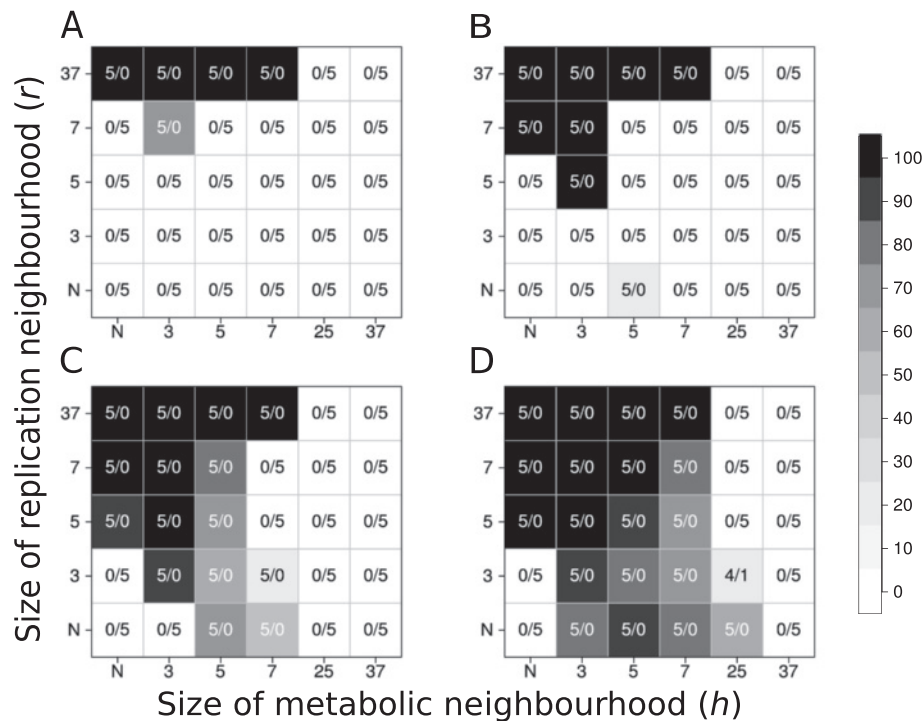 A
B
Size of replication neighbourhood (r)
37 5/0 5/0 5/0 5/0 0/5 0/5
7 0/5 5/0 0/5 0/5 0/5 0/5
5 0/5 0/5 0/5 0/5 0/5 0/5
3 0/5 0/5 0/5 0/5 0/5 0/5
N 0/5 0/5 0/5 0/5 0/5 0/5
N 3 5 7 25 37
37 5/0 5/0 5/0 5/0 0/5 0/5
7 5/0 5/0 0/5 0/5 0/5 0/5
5 0/5 5/0 0/5 0/5 0/5 0/5
3 0/5 0/5 0/5 0/5 0/5 0/5
N 0/5 0/5 5/0 0/5 0/5 0/5
N 3 5 7 25 37
C
37 5/0 5/0 5/0 5/0 0/5 0/5
7 5/0 5/0 5/0 0/5 0/5 0/5
5 5/0 5/0 5/0 0/5 0/5 0/5
3 0/5 5/0 5/0 5/0 0/5 0/5
N 0/5 0/5 5/0 5/0 0/5 0/5
N 3 5 7 25 37
D
37 5/0 5/0 5/0 5/0 4/1 0/5
7 5/0 5/0 5/0 5/0 0/5 0/5
5 5/0 5/0 5/0 5/0 0/5 0/5
3 0/5 5/0 5/0 5/0 4/1 0/5
N 0/5 5/0 5/0 5/0 5/0 0/5
N 3 5 7 25 37
100
90
80
70
60
50
40
30
20
10
0
Size of metabolic neighbourhood (h)